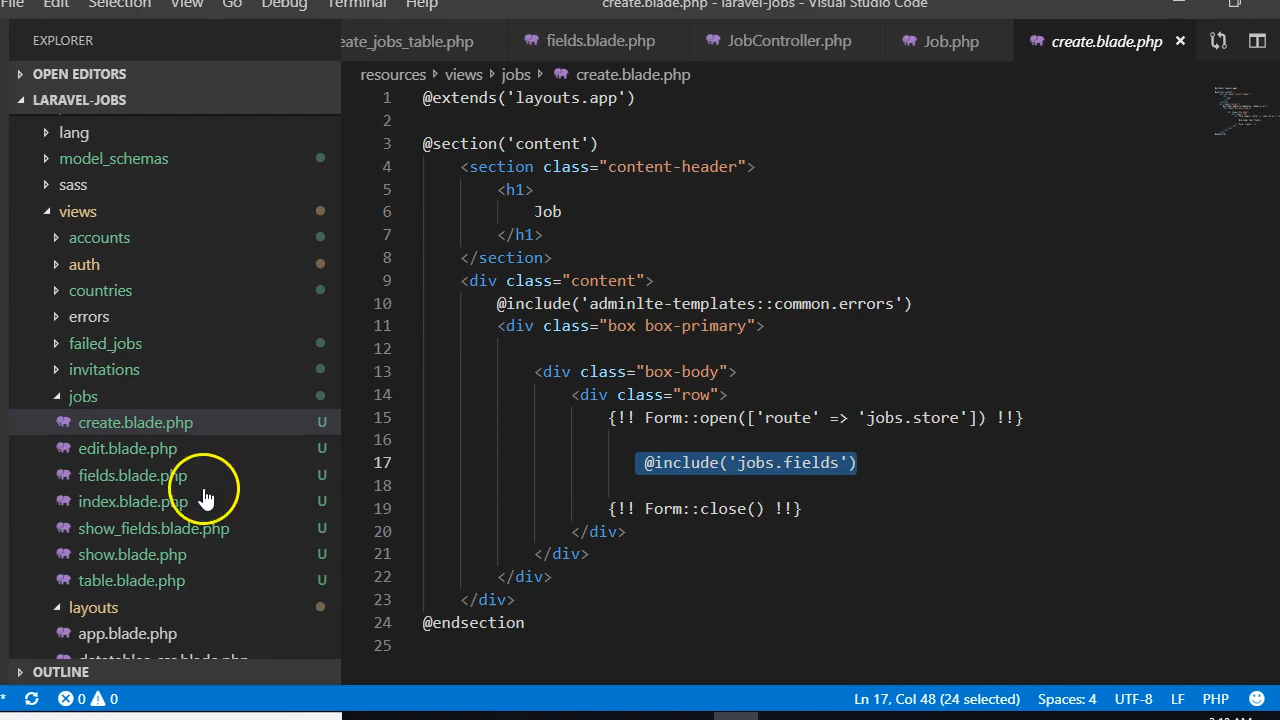 File Edit Selection View Go Debug Terminal Help create.blade.php - laravel-jobs - Visual Studio Code
EXPLORER
OPEN EDITORS
LARAVEL-JOBS
lang
model_schemas
sass
views
accounts
auth
countries
errors
failed_jobs
invitations
jobs
create.blade.php U
edit.blade.php U
fields.blade.php U
index.blade.php U
show_fields.blade.php U
show.blade.php U
table.blade.php U
layouts
app.blade.php
OUTLINE
eate_jobs_table.php fields.blade.php JobController.php Job.php create.blade.php ×
resources views jobs create.blade.php
1 @extends('layouts.app')
2
3 @section('content')
4 <section class="content-header">
5 <h1>
6 Job
7 </h1>
8 </section>
9 <div class="content">
10 @include('adminlte-templates::common.errors')
11 <div class="box box-primary">
12
13 <div class="box-body">
14 <div class="row">
15 {!! Form::open(['route' => 'jobs.store']) !!}
16
17 @include('jobs.fields')
18
19 {!! Form::close() !!}
20 </div>
21 </div>
22 </div>
23 </div>
24 @endsection
25
* 0 0 Ln 17, Col 48 (24 selected) Spaces: 4 UTF-8 LF PHP